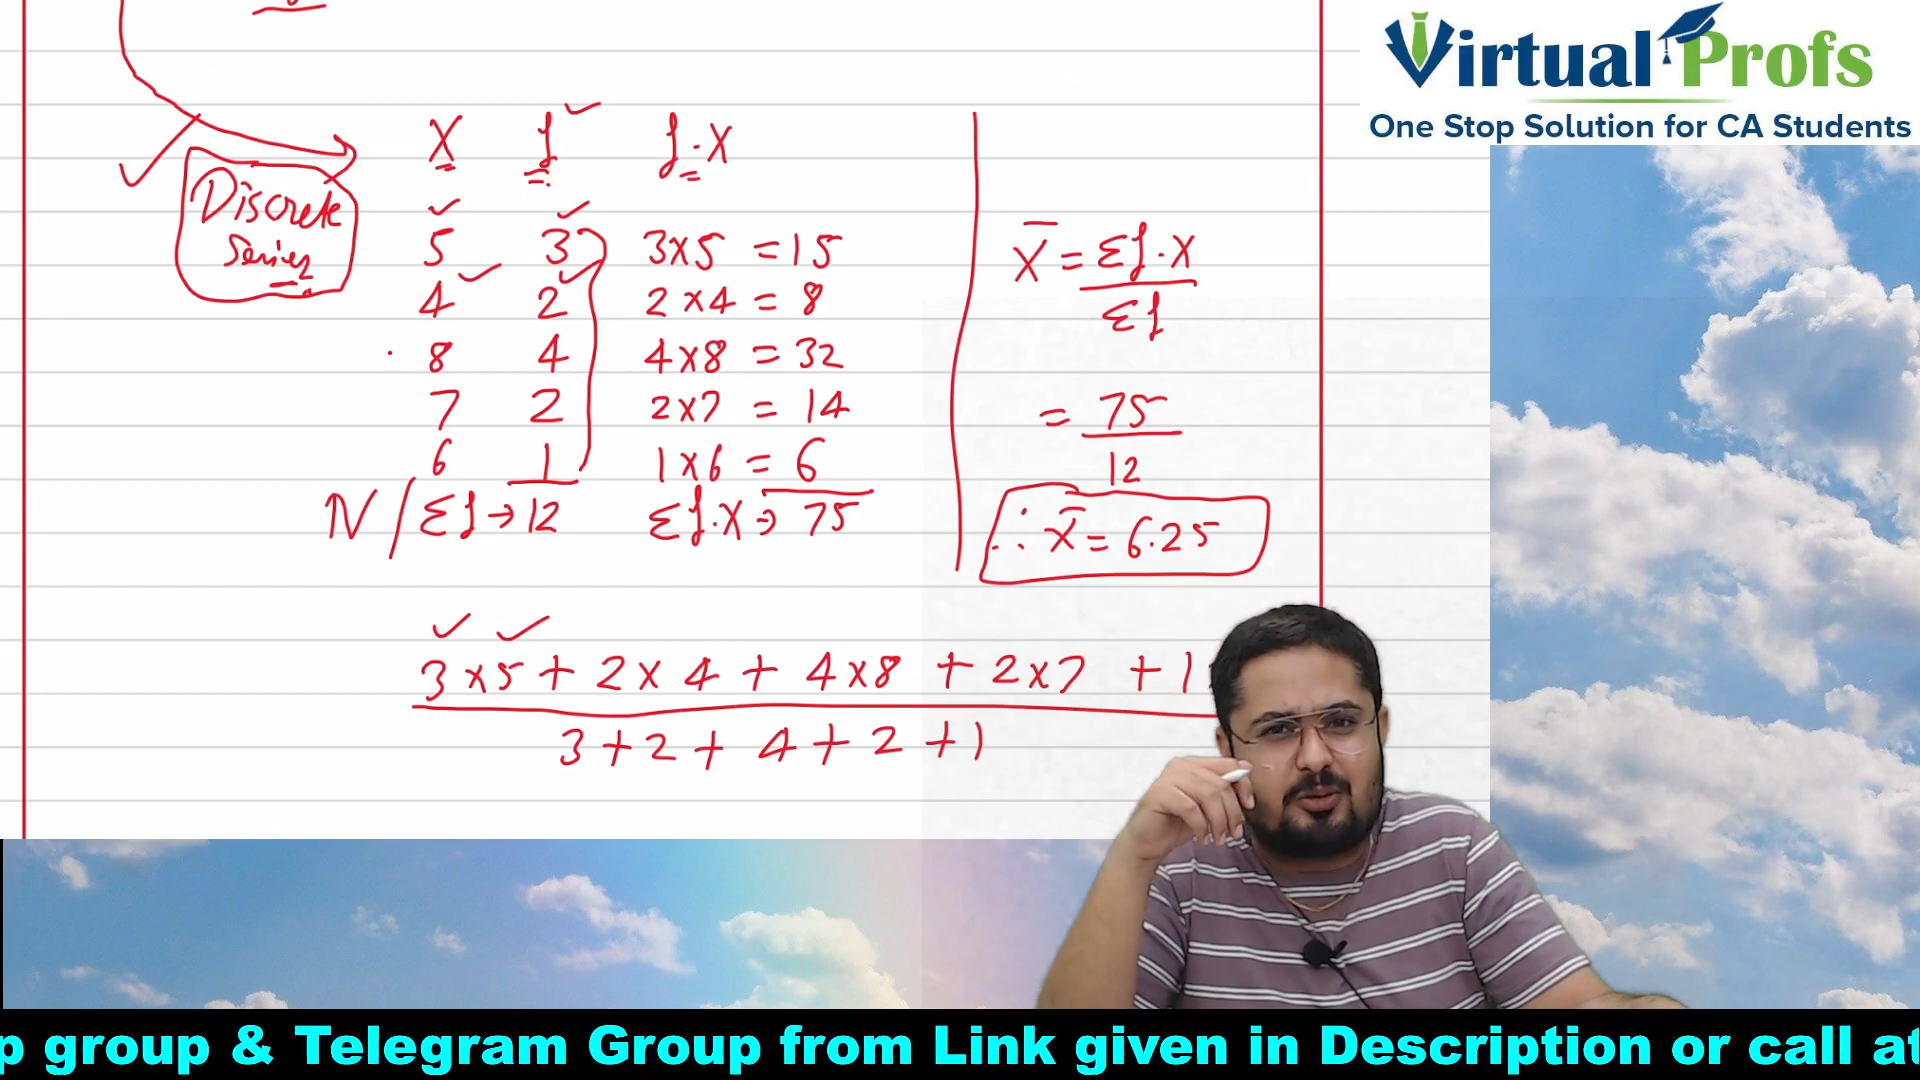 Virtual Profs
One Stop Solution for CA Students
X f f.X
Discrete
Series
5 3 3x5 = 15
4 2 2x4 = 8
8 4 4x8 = 32
7 2 2x7 = 14
6 1 1x6 = 6
N/Σf → 12 Σf.X → 75
X̄ = Σf.X
Σf
= 75
12
∴ x̄ = 6.25
3x5 + 2x4 + 4x8 + 2x7 + 1
3+2+4+2+1
p group & Telegram Group from Link given in Description or call at